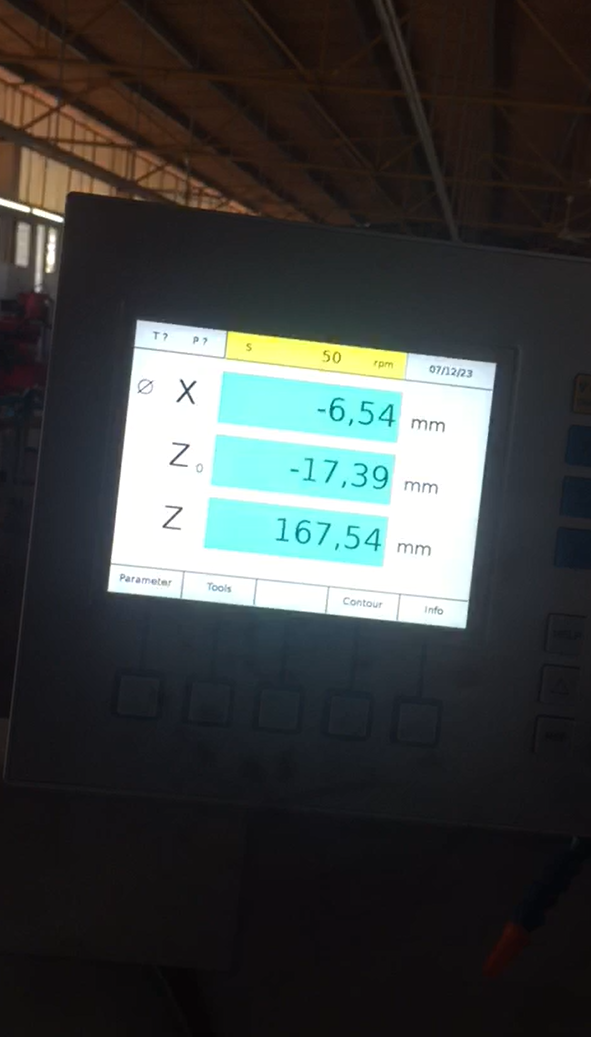 T ? P ? S 50 rpm 07/12/23
∅ X -6,54 mm
Z₀ -17,39 mm
Z 167,54 mm
Parameter Tools Contour Info